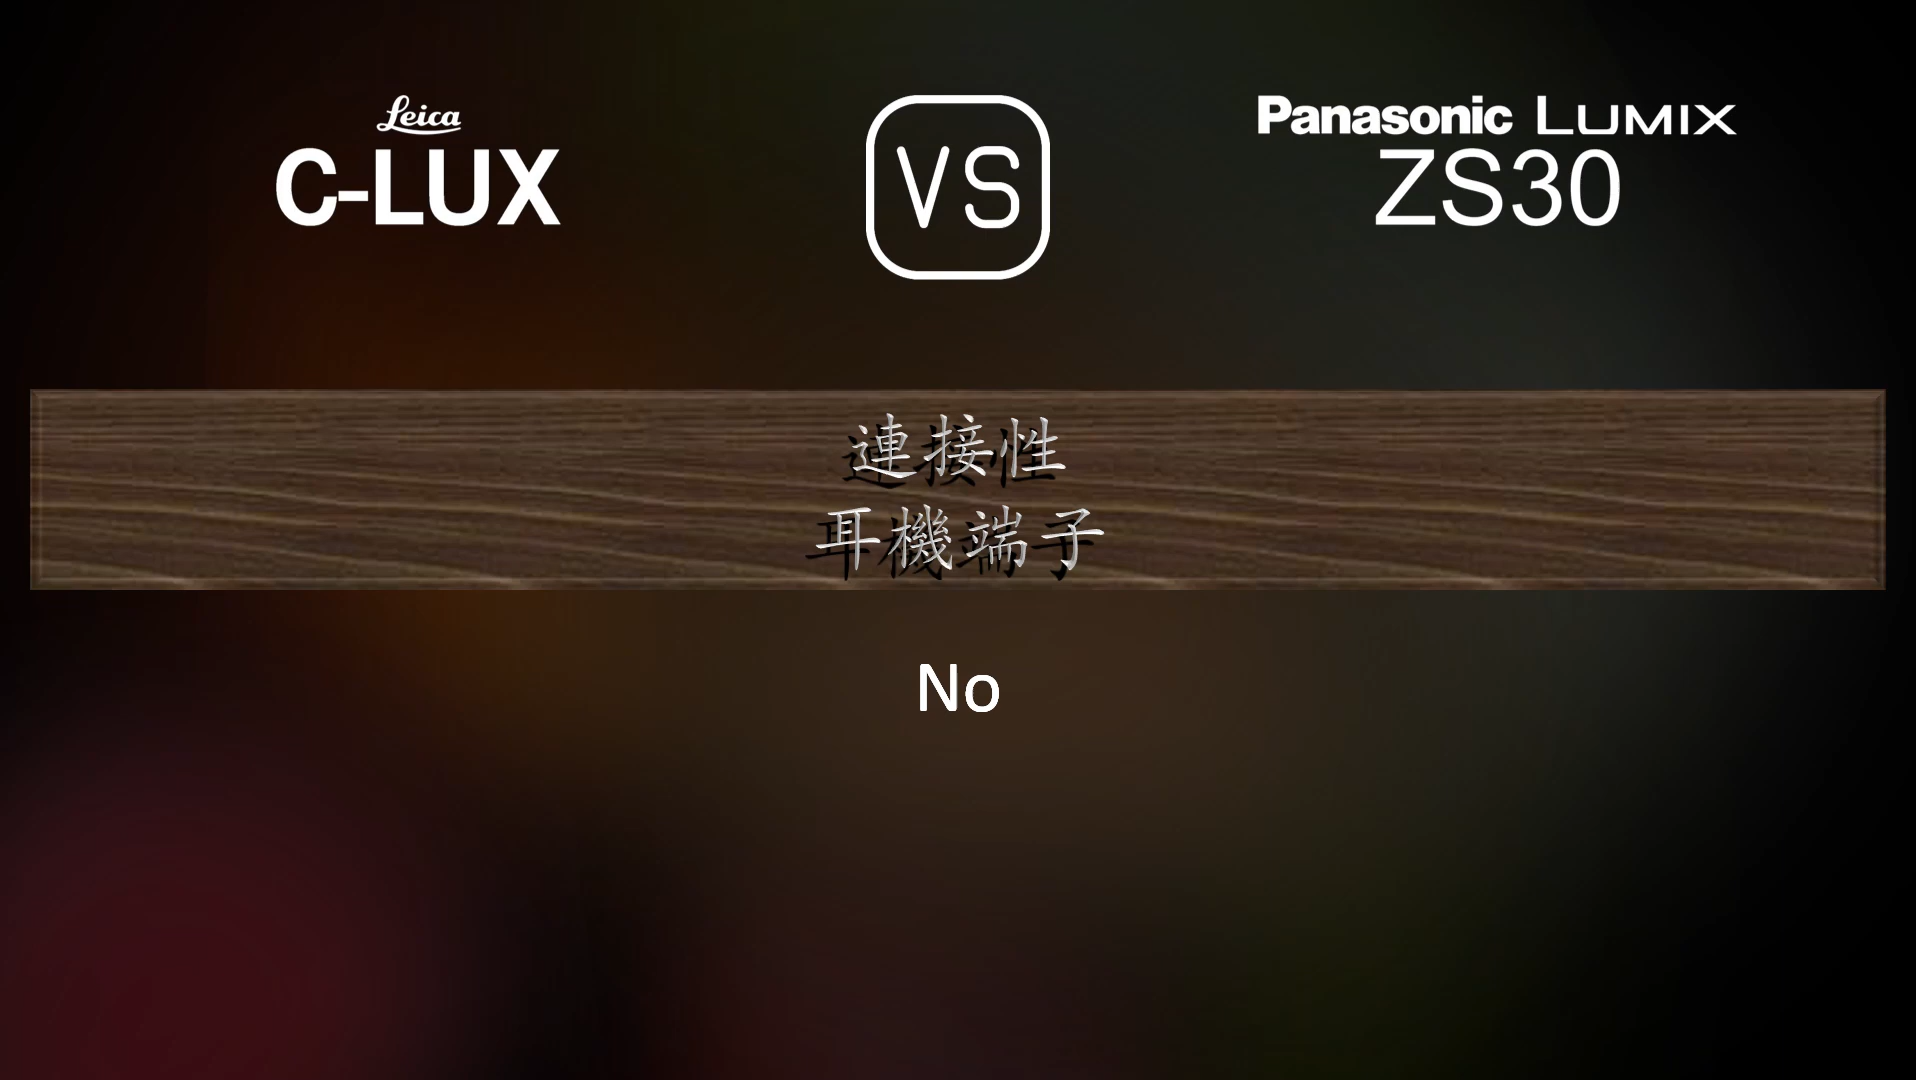 Leica
C-LUX
VS
Panasonic LUMIX
ZS30
連接性
耳機端子
No